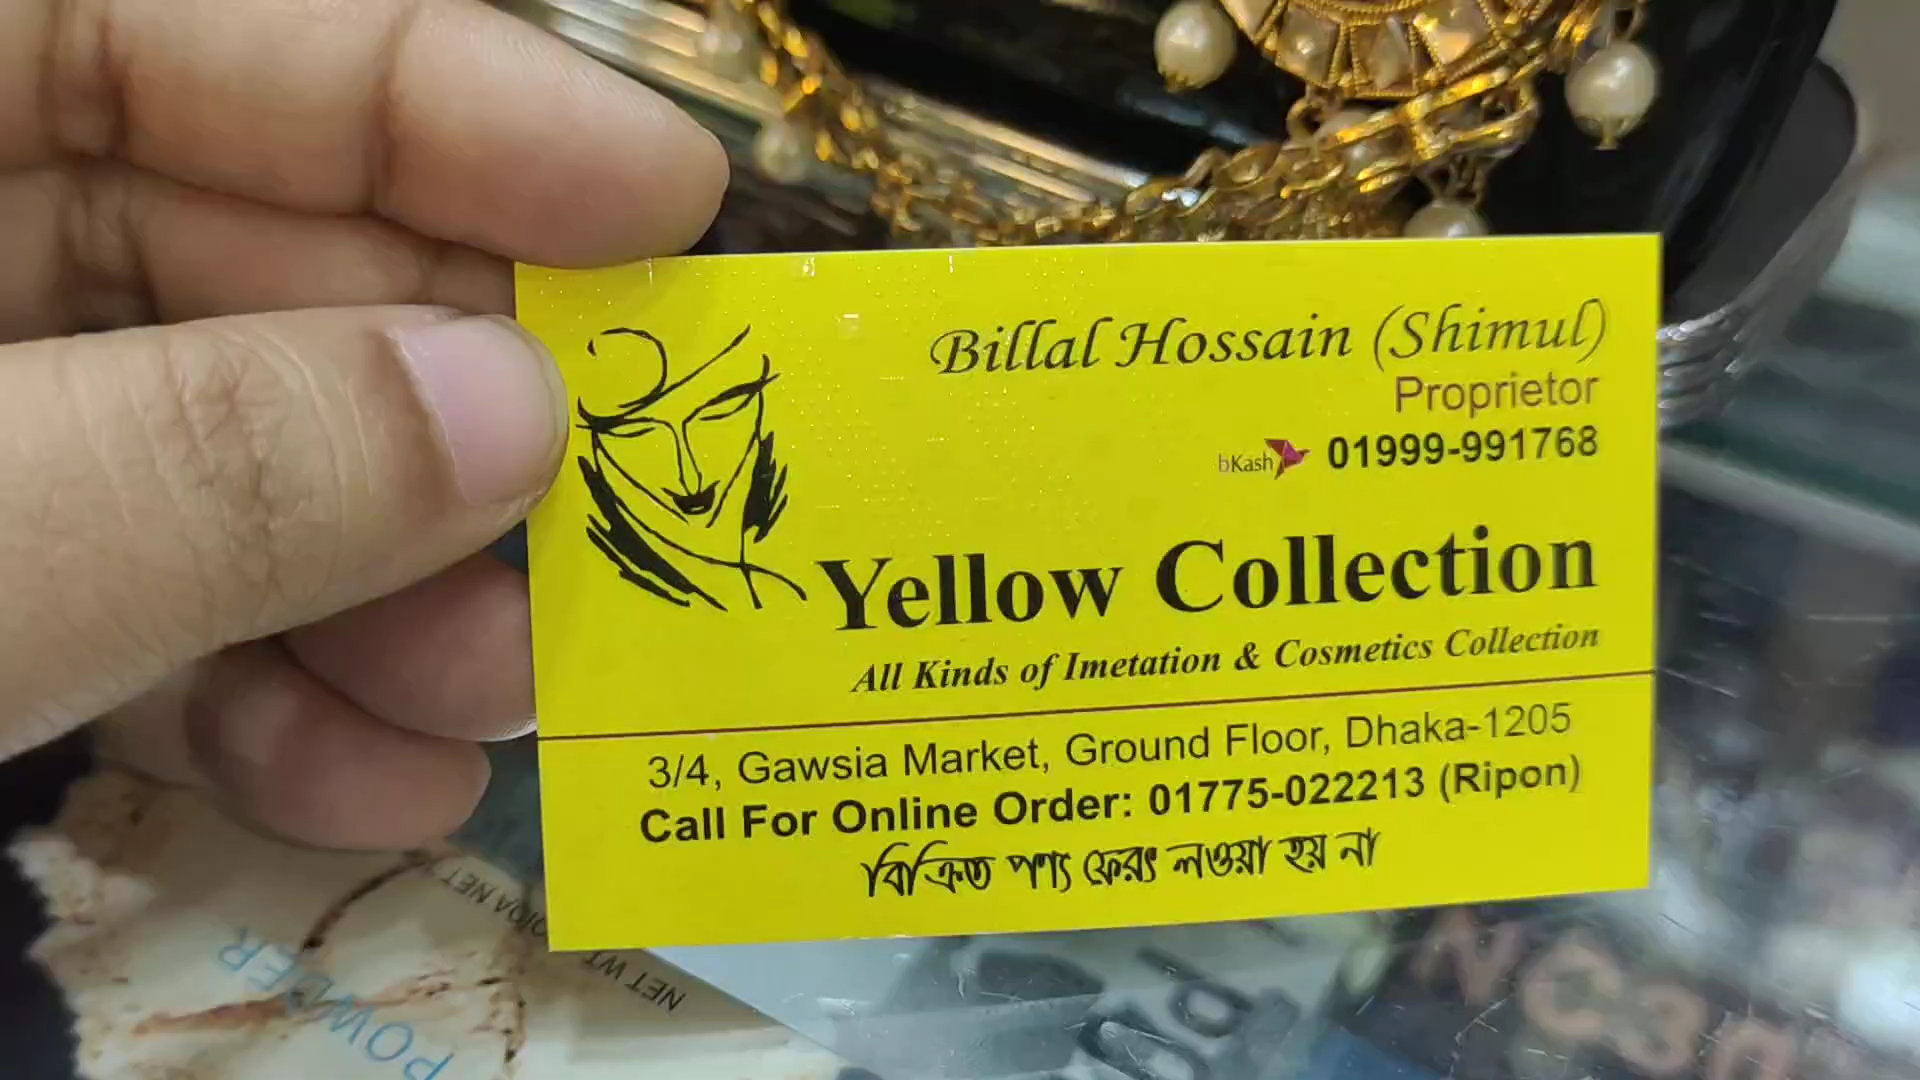 Billal Hossain (Shimul)
Proprietor
bKash 01999-991768
Yellow Collection
All Kinds of Imetation & Cosmetics Collection
3/4, Gawsia Market, Ground Floor, Dhaka-1205
Call For Online Order: 01775-022213 (Ripon)
বিক্রিত পণ্য ফেরৎ লওয়া হয় না
NET WT
POWDER